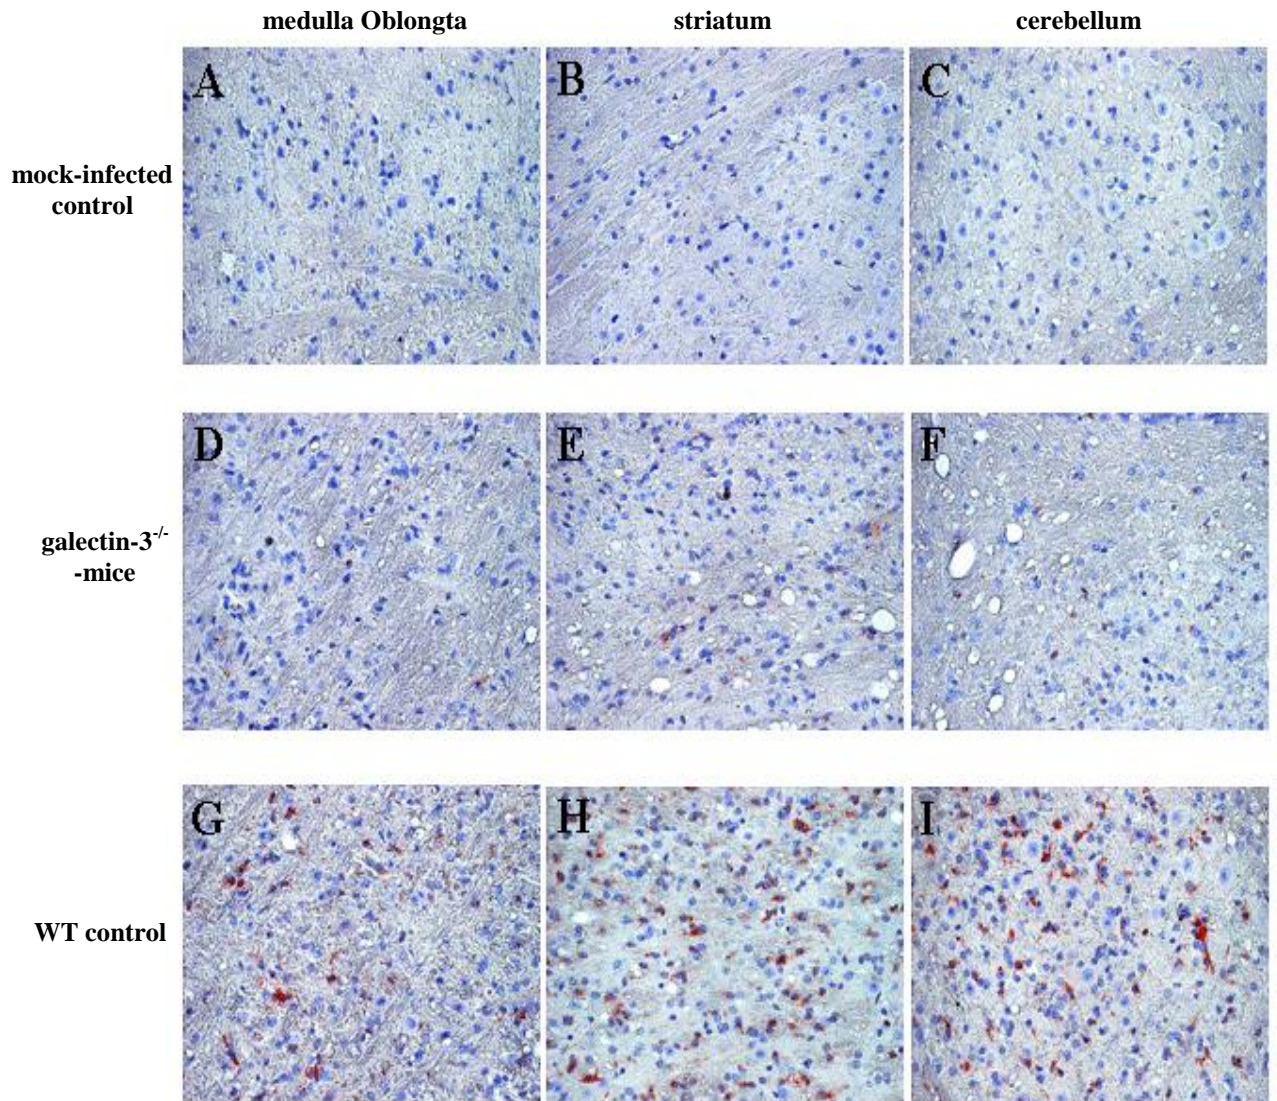 medulla Oblongta
striatum
cerebellum
A
B
C
mock-infected
control
D
E
F
galectin-3-/-
-mice
G
H
I
WT control